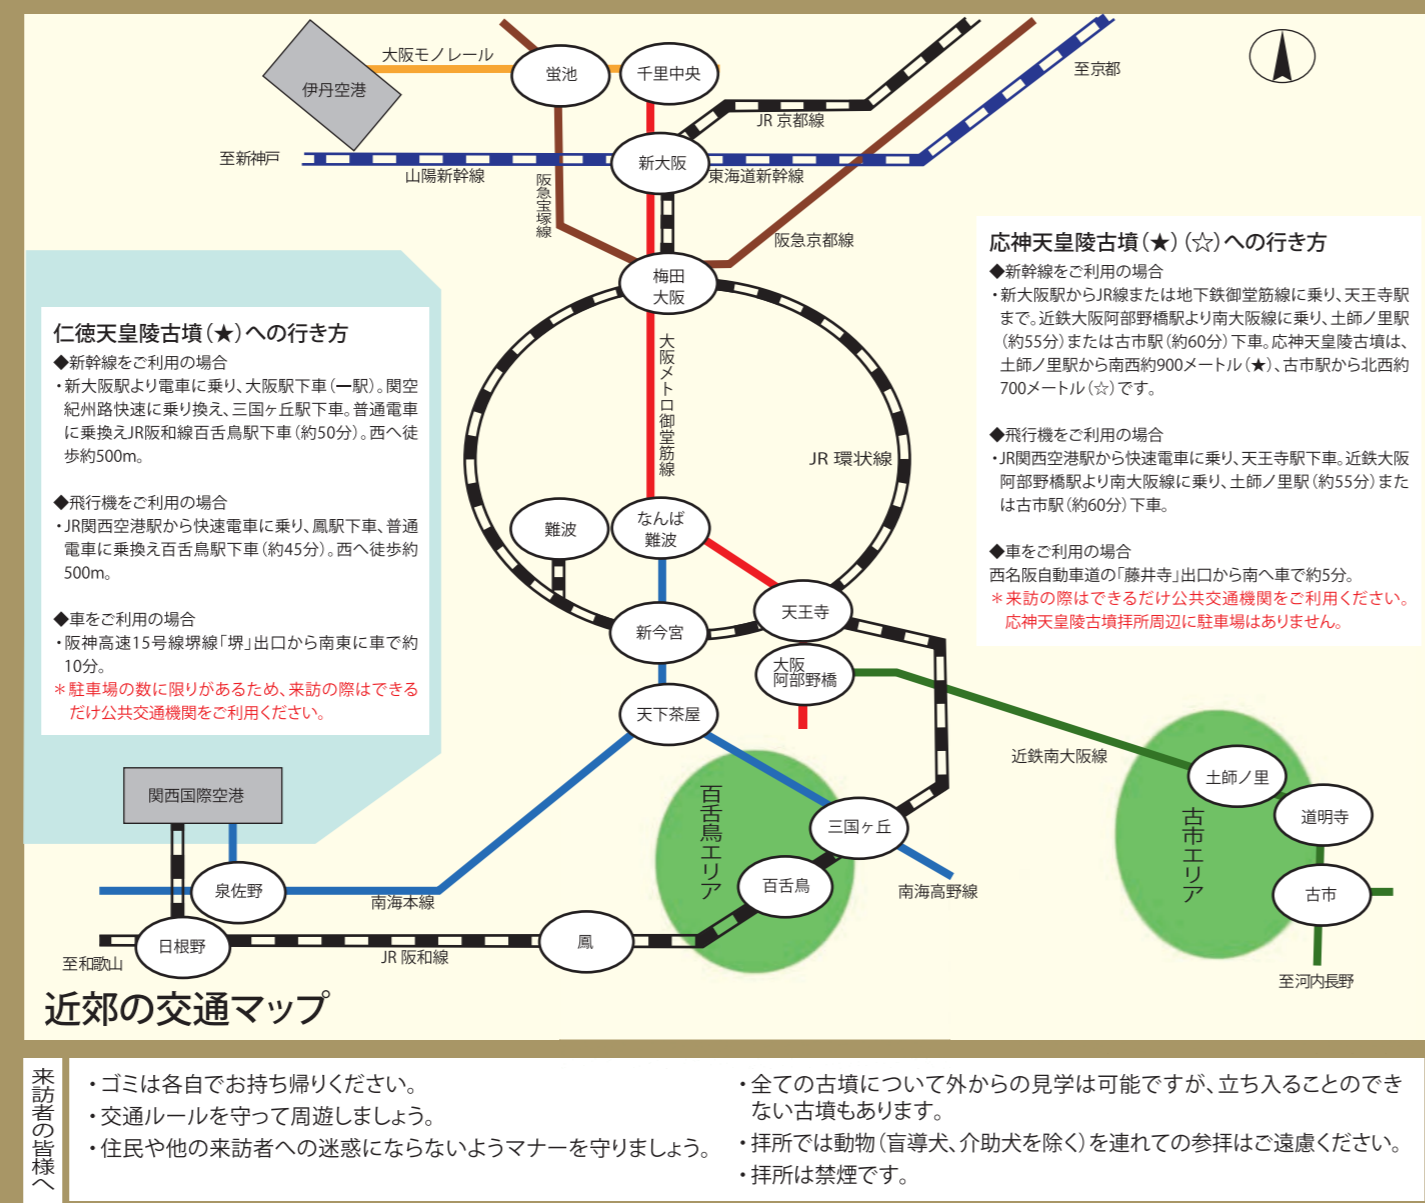 大阪モノレール
伊丹空港
蛍池
千里中央
至京都
JR 京都線
至新神戸
山陽新幹線
新大阪
東海道新幹線
阪急宝塚線
阪急京都線
梅田
大阪
大阪メトロ御堂筋線
JR 環状線
難波
なんば
難波
新今宮
天王寺
大阪
阿部野橋
天下茶屋
近鉄南大阪線
仁徳天皇陵古墳(★)への行き方
◆新幹線をご利用の場合
・新大阪駅より電車に乗り、大阪駅下車(一駅)。関空
紀州路快速に乗り換え、三国ヶ丘駅下車。普通電車
に乗換えJR阪和線百舌鳥駅下車(約50分)。西へ徒
歩約500m。
◆飛行機をご利用の場合
・JR関西空港駅から快速電車に乗り、鳳駅下車、普通
電車に乗換え百舌鳥駅下車(約45分)。西へ徒歩約
500m。
◆車をご利用の場合
・阪神高速15号線堺線「堺」出口から南東に車で約
10分。
＊駐車場の数に限りがあるため、来訪の際はできる
だけ公共交通機関をご利用ください。
応神天皇陵古墳(★)(☆)への行き方
◆新幹線をご利用の場合
・新大阪駅からJR線または地下鉄御堂筋線に乗り、天王寺駅
まで。近鉄大阪阿部野橋駅より南大阪線に乗り、土師ノ里駅
(約55分)または古市駅(約60分)下車。応神天皇陵古墳は、
土師ノ里駅から南西約900メートル(★)、古市駅から北西約
700メートル(☆)です。
◆飛行機をご利用の場合
・JR関西空港駅から快速電車に乗り、天王寺駅下車。近鉄大阪
阿部野橋駅より南大阪線に乗り、土師ノ里駅(約55分)また
は古市駅(約60分)下車。
◆車をご利用の場合
西名阪自動車道の「藤井寺」出口から南へ車で約5分。
＊来訪の際はできるだけ公共交通機関をご利用ください。
応神天皇陵古墳拝所周辺に駐車場はありません。
関西国際空港
百舌鳥エリア
三国ヶ丘
百舌鳥
南海高野線
泉佐野
南海本線
日根野
至和歌山
JR 阪和線
鳳
土師ノ里
道明寺
古市エリア
古市
至河内長野
近郊の交通マップ
来訪者の皆様へ
・ゴミは各自でお持ち帰りください。
・交通ルールを守って周遊しましょう。
・住民や他の来訪者への迷惑にならないようマナーを守りましょう。
・全ての古墳について外からの見学は可能ですが、立ち入ることのでき
ない古墳もあります。
・拝所では動物(盲導犬、介助犬を除く)を連れての参拝はご遠慮ください。
・拝所は禁煙です。